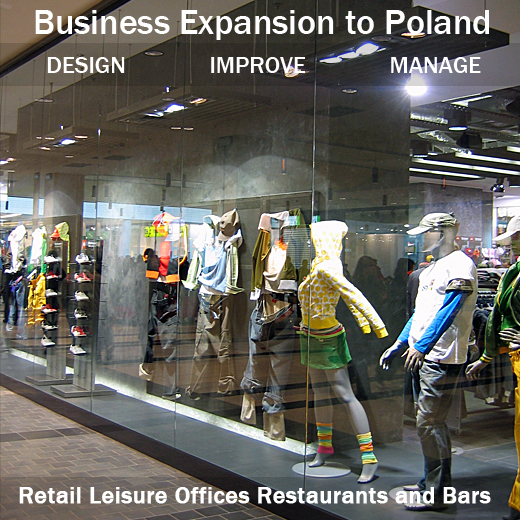 Business Expansion to Poland
DESIGN IMPROVE MANAGE
Retail Leisure Offices Restaurants and Bars